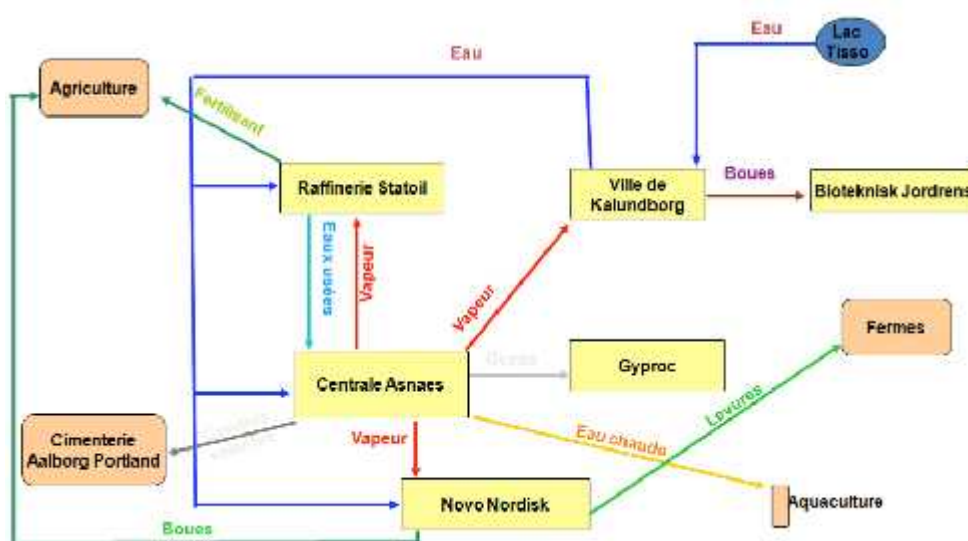 Eau
Eau
Lac
Tisso
Agriculture
Fertilisant
Raffinerie Statoil
Ville de
Kalundborg
Boues
Bioteknisk Jordrens
Eaux usées
Vapeur
Vapeur
Fermes
Centrale Asnaes
Gyproc
Levures
Cimenterie
Aalborg Portland
Vapeur
Eau chaude
Novo Nordisk
Aquaculture
Boues